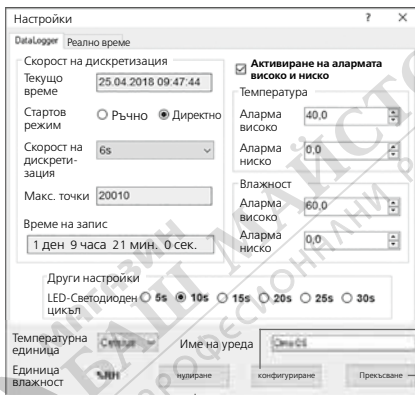 Настройки ? ×
DataLogger Реално време
Скорост на дискретизация
Текущо време 25.04.2018 09:47:44
Стартов режим Ръчно Директно
Скорост на дискрети-зация 6s
Макс. точки 20010
Време на запис
1 ден 9 часа 21 мин. 0 сек.
Активиране на алармата
високо и ниско
Температура
Аларма високо 40,0
Аларма ниско 0,0
Влажност
Аларма високо 60,0
Аларма ниско 0,0
Други настройки
LED-Светодиоден цикъл 5s 10s 15s 20s 25s 30s
Температурна единица Име на уреда
Единица влажност %RH нулиране конфигуриране Прекъсване
МАГАЗИН
МАЙСТО